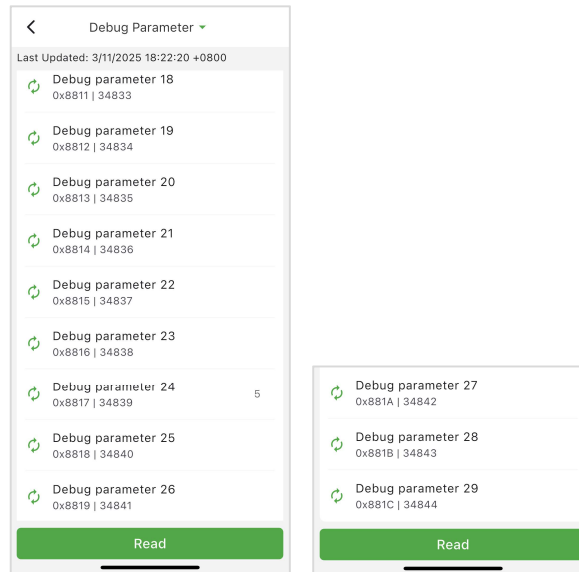 Debug Parameter
Last Updated: 3/11/2025 18:22:20 +0800
Debug parameter 18
0x8811 | 34833
Debug parameter 19
0x8812 | 34834
Debug parameter 20
0x8813 | 34835
Debug parameter 21
0x8814 | 34836
Debug parameter 22
0x8815 | 34837
Debug parameter 23
0x8816 | 34838
Debug parameter 24
0x8817 | 34839
5
Debug parameter 25
0x8818 | 34840
Debug parameter 26
0x8819 | 34841
Read
Debug parameter 27
0x881A | 34842
Debug parameter 28
0x881B | 34843
Debug parameter 29
0x881C | 34844
Read